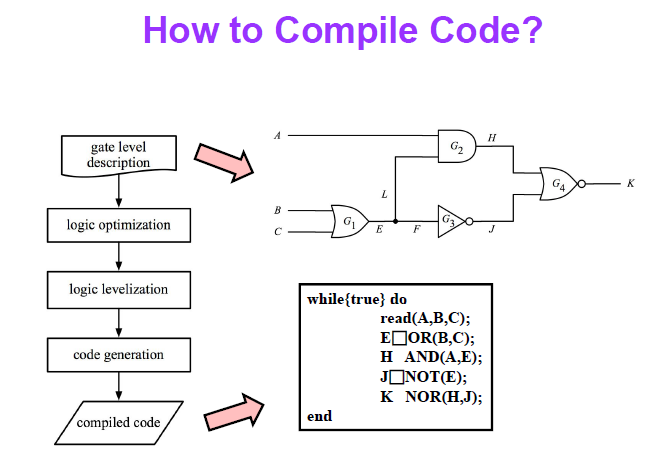 How to Compile Code?
gate level
description
logic optimization
logic levelization
code generation
compiled code
A
B
C
G1
E
L
F
G2
G3
H
J
G4
K
while{true} do
read(A,B,C);
E□OR(B,C);
H AND(A,E);
J□NOT(E);
K NOR(H,J);
end